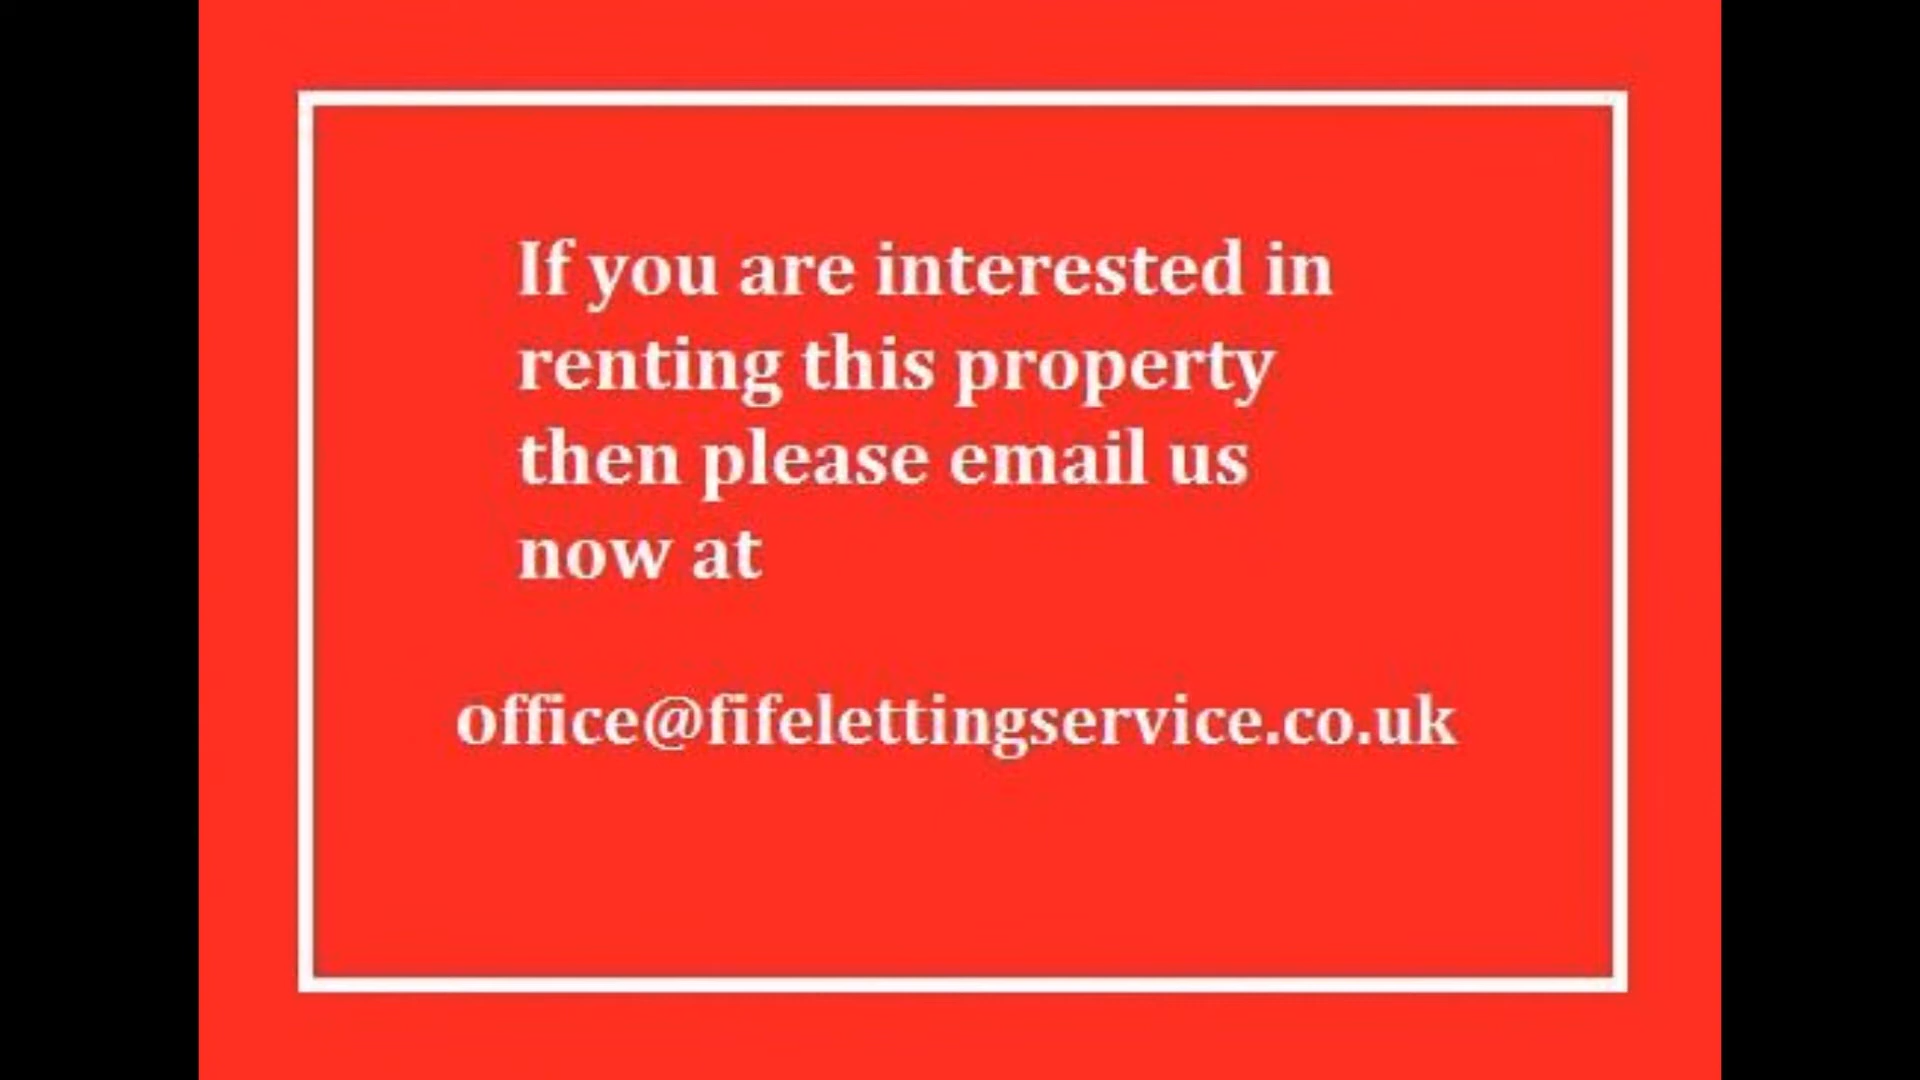 If you are interested in
renting this property
then please email us
now at
office@fifelettingservice.co.uk